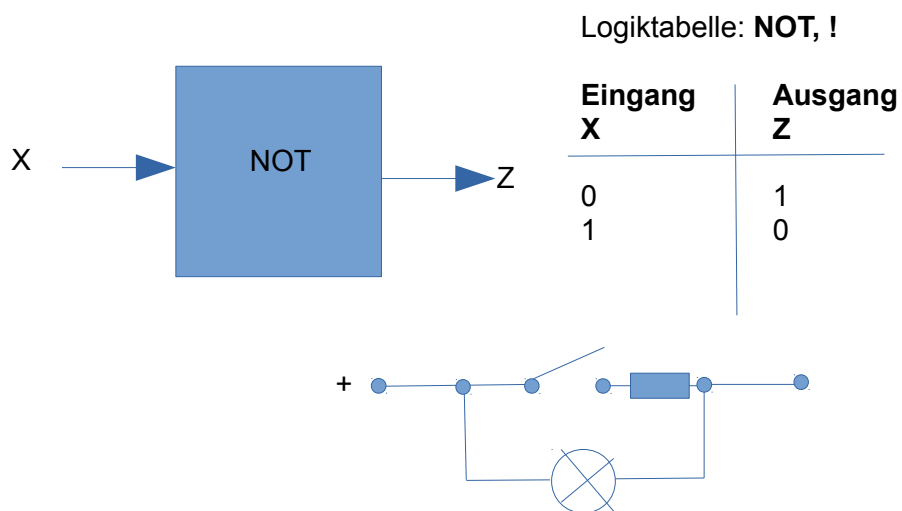 Logiktabelle: NOT, !
Eingang Ausgang
X Z
X NOT Z
0 1
1 0
+